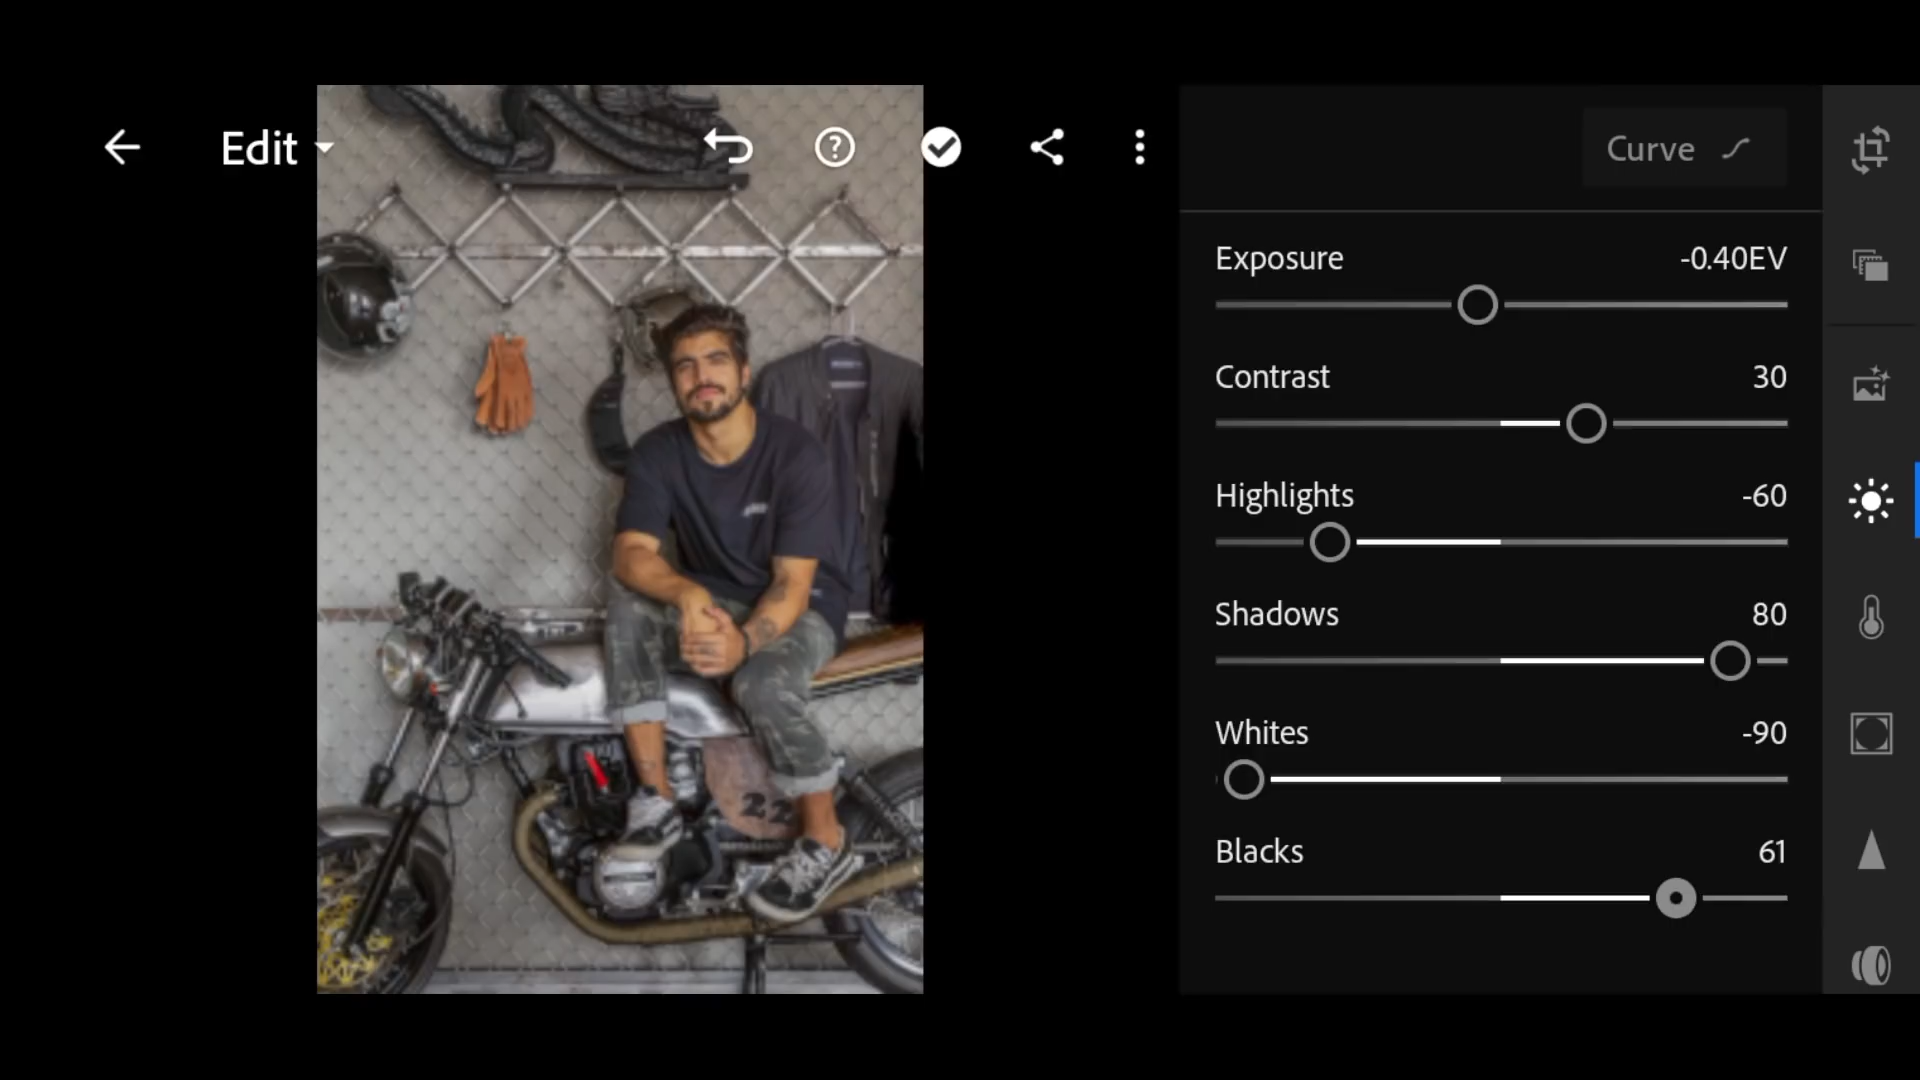 Edit
Curve
Exposure -0.40EV
Contrast 30
Highlights -60
Shadows 80
Whites -90
Blacks 61
22